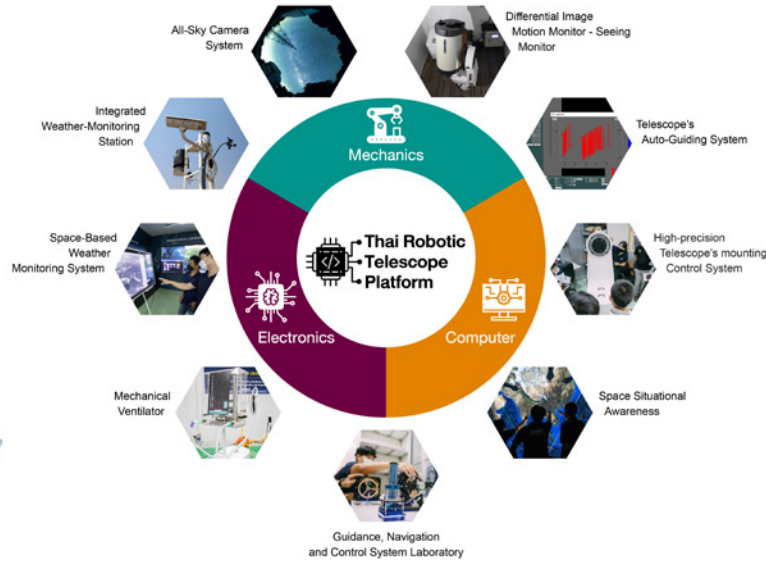 All-Sky Camera
System
Differential Image
Motion Monitor - Seeing
Monitor
Integrated
Weather-Monitoring
Station
Telescope's
Auto-Guiding System
Mechanics
Space-Based
Weather
Monitoring System
Thai Robotic
Telescope
Platform
High-precision
Telescope's mounting
Control System
Electronics
Computer
Mechanical
Ventilator
Space Situational
Awareness
Guidance, Navigation
and Control System Laboratory